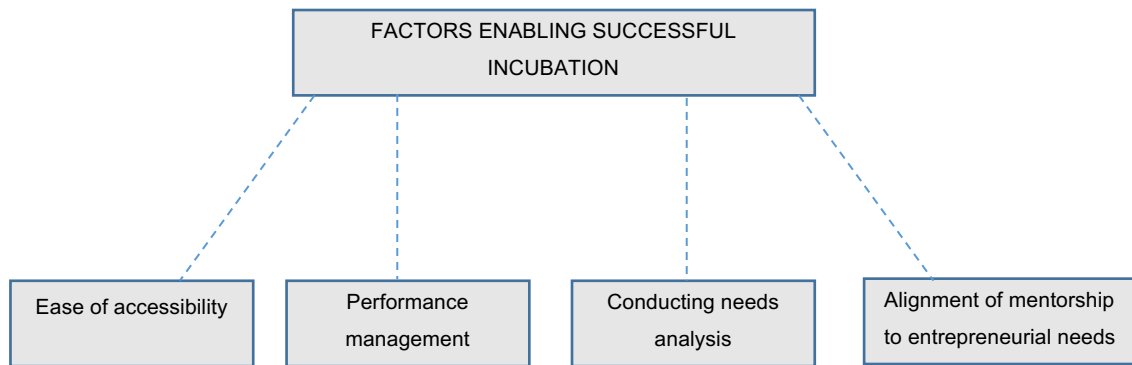 FACTORS ENABLING SUCCESSFUL
INCUBATION
Ease of accessibility
Performance
management
Conducting needs
analysis
Alignment of mentorship
to entrepreneurial needs